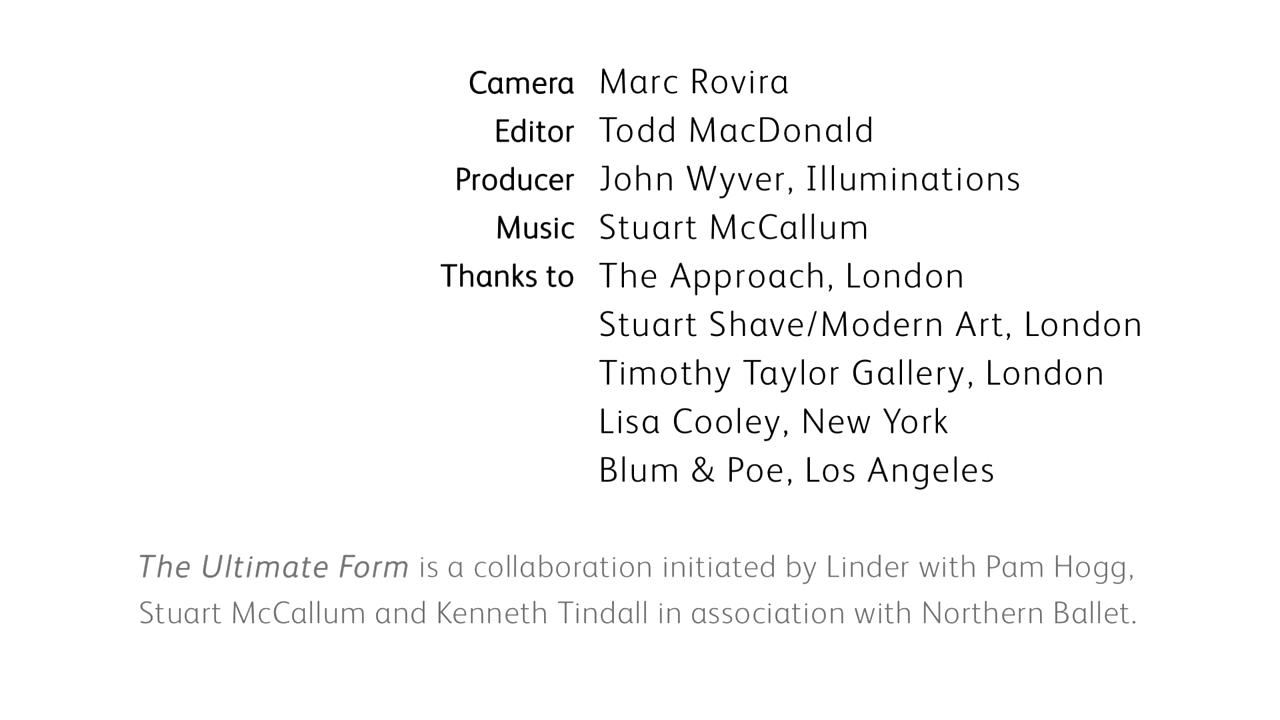 Camera Marc Rovira
Editor Todd MacDonald
Producer John Wyver, Illuminations
Music Stuart McCallum
Thanks to The Approach, London
Stuart Shave/Modern Art, London
Timothy Taylor Gallery, London
Lisa Cooley, New York
Blum & Poe, Los Angeles
The Ultimate Form is a collaboration initiated by Linder with Pam Hogg,
Stuart McCallum and Kenneth Tindall in association with Northern Ballet.